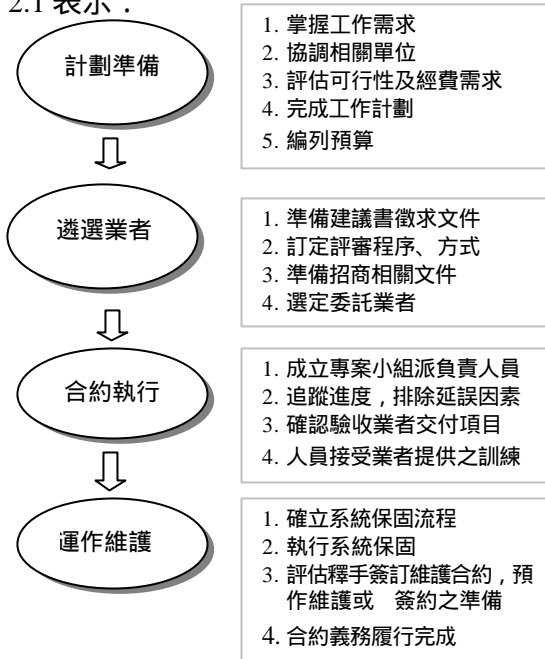 2.1 表示：
計劃準備
1. 掌握工作需求
2. 協調相關單位
3. 評估可行性及經費需求
4. 完成工作計劃
5. 編列預算
遴選業者
1. 準備建議書徵求文件
2. 訂定評審程序、方式
3. 準備招商相關文件
4. 選定委託業者
合約執行
1. 成立專案小組派負責人員
2. 追蹤進度，排除延誤因素
3. 確認驗收業者交付項目
4. 人員接受業者提供之訓練
運作維護
1. 確立系統保固流程
2. 執行系統保固
3. 評估釋手簽訂維護合約，預
作維護或 簽約之準備
4. 合約義務履行完成